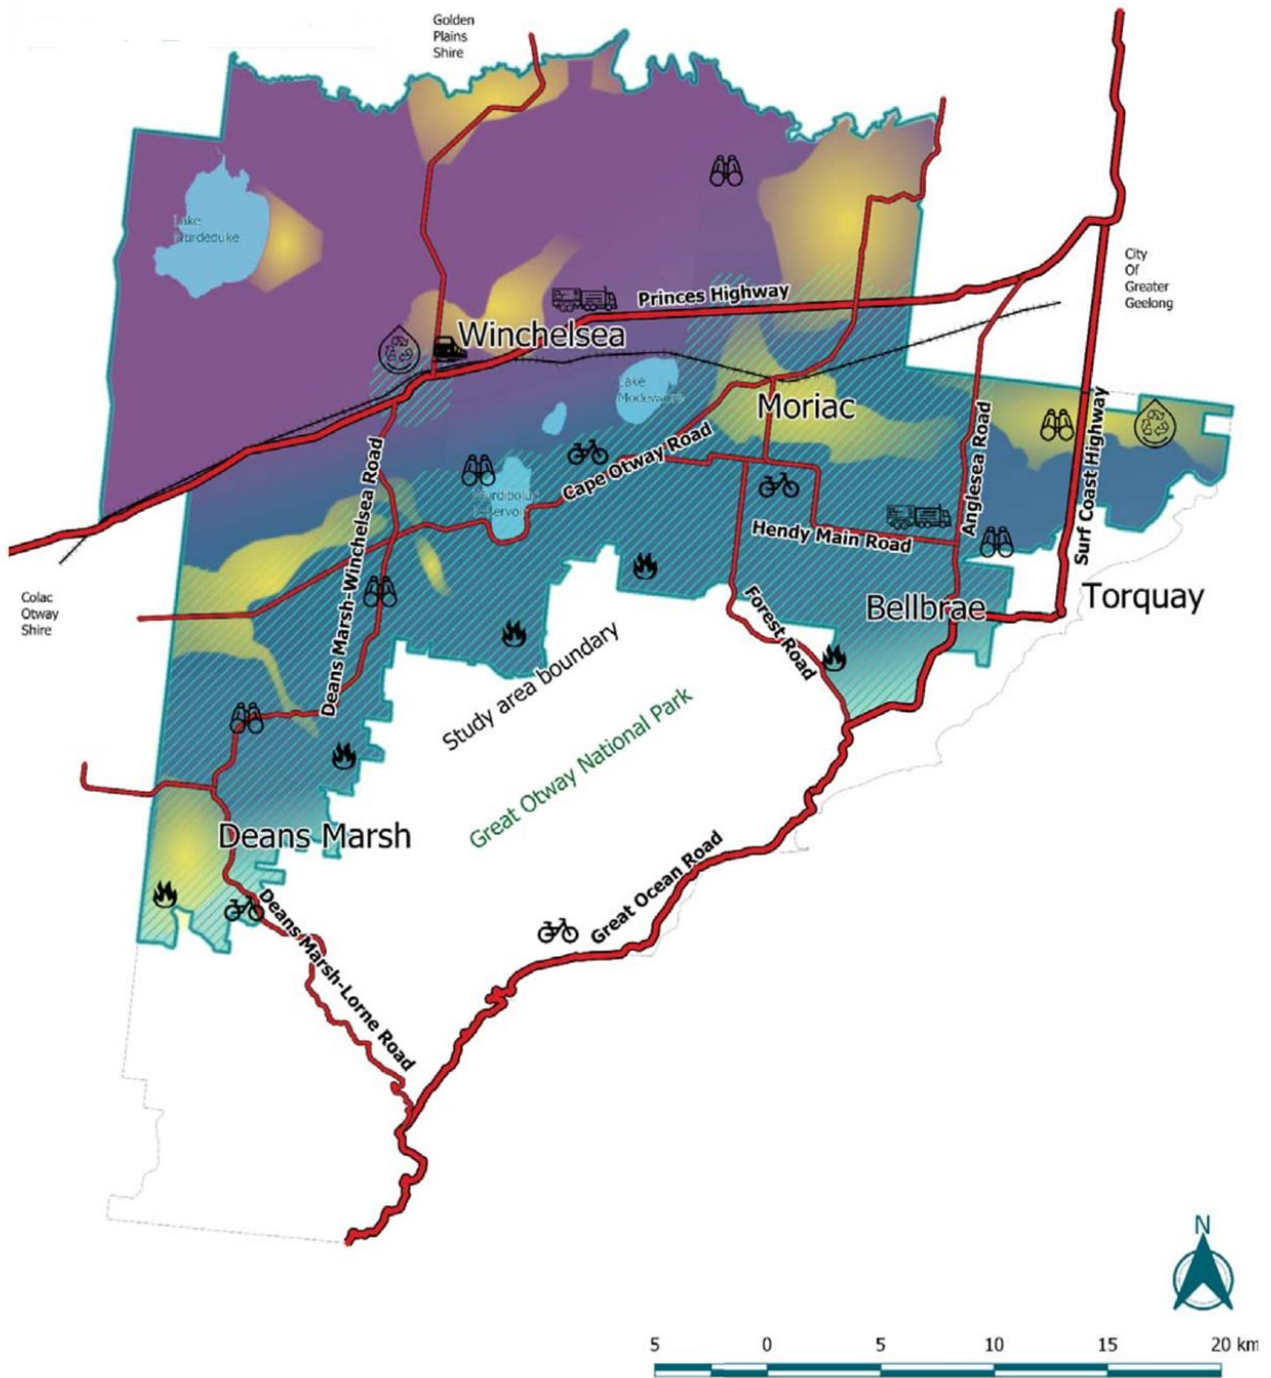 Golden
Plains
Shire
Lake
Murdeduke
City
Of
Greater
Geelong
Princes Highway
Winchelsea
Lake
Modewarre
Moriac
Cape Otway Road
Anglesea Road
Surf Coast Highway
Deans Marsh-Winchelsea Road
Hendy Main Road
Colac
Otway
Shire
Torquay
Bellbrae
Forest Road
Study area boundary
Great Otway National Park
Deans Marsh
Great Ocean Road
Deans Marsh-Lorne Road
N
5 0 5 10 15 20 km